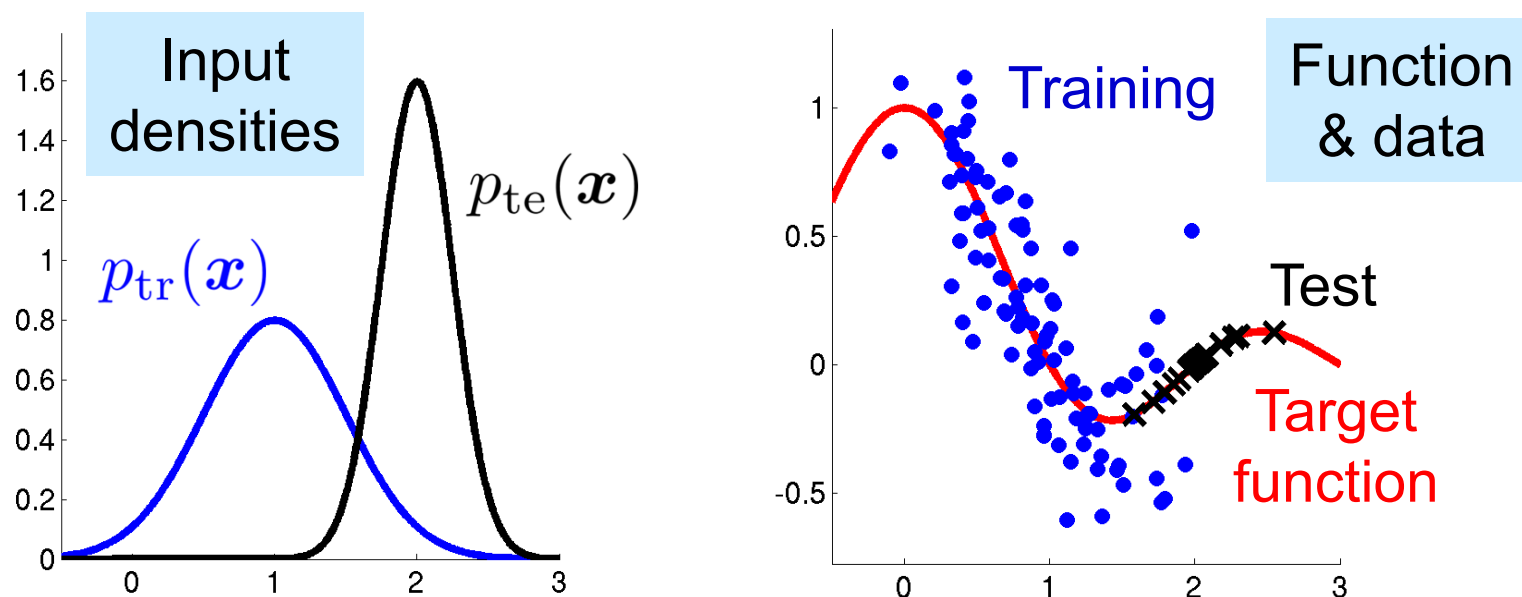 Input
densities
1.6
1.4
1.2
1
0.8
0.6
0.4
0.2
0
0
1
2
3
p_tr(x)
p_te(x)
Function
& data
Training
Test
Target
function
1
0.5
0
-0.5
0
1
2
3